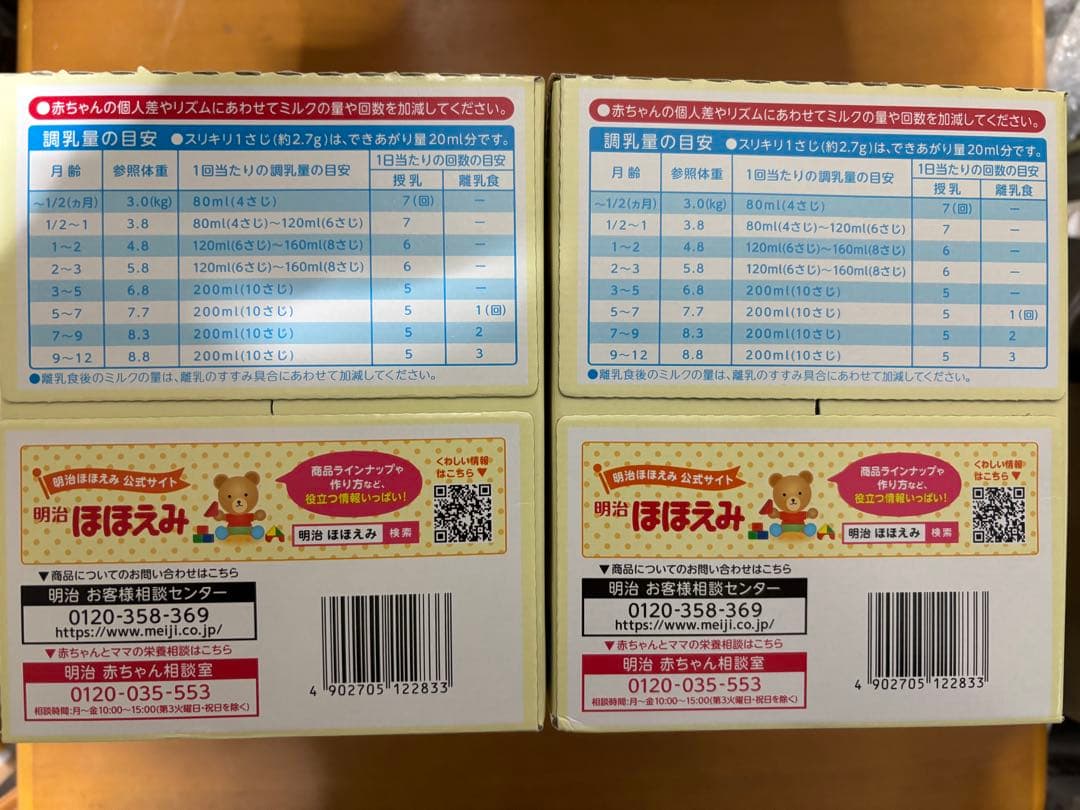 ●赤ちゃんの個人差やリズムにあわせてミルクの量や回数を加減してください。
調乳量の目安 ●スリキリ1さじ(約2.7g)は、できあがり量20ml分です。
月齢 参照体重 1回当たりの調乳量の目安 1日当たりの回数の目安
授乳 離乳食
～1/2(ヵ月) 3.0(kg) 80ml(4さじ) 7(回) ―
1/2～1 3.8 80ml(4さじ)～120ml(6さじ) 7 ―
1～2 4.8 120ml(6さじ)～160ml(8さじ) 6 ―
2～3 5.8 120ml(6さじ)～160ml(8さじ) 6 ―
3～5 6.8 200ml(10さじ) 5 ―
5～7 7.7 200ml(10さじ) 5 1(回)
7～9 8.3 200ml(10さじ) 5 2
9～12 8.8 200ml(10さじ) 5 3
●離乳食後のミルクの量は、離乳のすすみ具合にあわせて加減してください。
明治ほほえみ 公式サイト
明治 ほほえみ
商品ラインナップや
作り方など、
役立つ情報いっぱい!
明治 ほほえみ 検索
くわしい情報
はこちら▼
▼商品についてのお問い合わせはこちら
明治 お客様相談センター
0120-358-369
https://www.meiji.co.jp/
▼赤ちゃんとママの栄養相談はこちら
明治 赤ちゃん相談室
0120-035-553
相談時間:月～金10:00～15:00(第3火曜日・祝日を除く)
4 902705 122833
●赤ちゃんの個人差やリズムにあわせてミルクの量や回数を加減してください。
調乳量の目安 ●スリキリ1さじ(約2.7g)は、できあがり量20ml分です。
月齢 参照体重 1回当たりの調乳量の目安 1日当たりの回数の目安
授乳 離乳食
～1/2(ヵ月) 3.0(kg) 80ml(4さじ) 7(回) ―
1/2～1 3.8 80ml(4さじ)～120ml(6さじ) 7 ―
1～2 4.8 120ml(6さじ)～160ml(8さじ) 6 ―
2～3 5.8 120ml(6さじ)～160ml(8さじ) 6 ―
3～5 6.8 200ml(10さじ) 5 ―
5～7 7.7 200ml(10さじ) 5 1(回)
7～9 8.3 200ml(10さじ) 5 2
9～12 8.8 200ml(10さじ) 5 3
●離乳食後のミルクの量は、離乳のすすみ具合にあわせて加減してください。
明治ほほえみ 公式サイト
明治 ほほえみ
商品ラインナップや
作り方など、
役立つ情報いっぱい!
明治 ほほえみ 検索
くわしい情報
はこちら▼
▼商品についてのお問い合わせはこちら
明治 お客様相談センター
0120-358-369
https://www.meiji.co.jp/
▼赤ちゃんとママの栄養相談はこちら
明治 赤ちゃん相談室
0120-035-553
相談時間:月～金10:00～15:00(第3火曜日・祝日を除く)
4 902705 122833